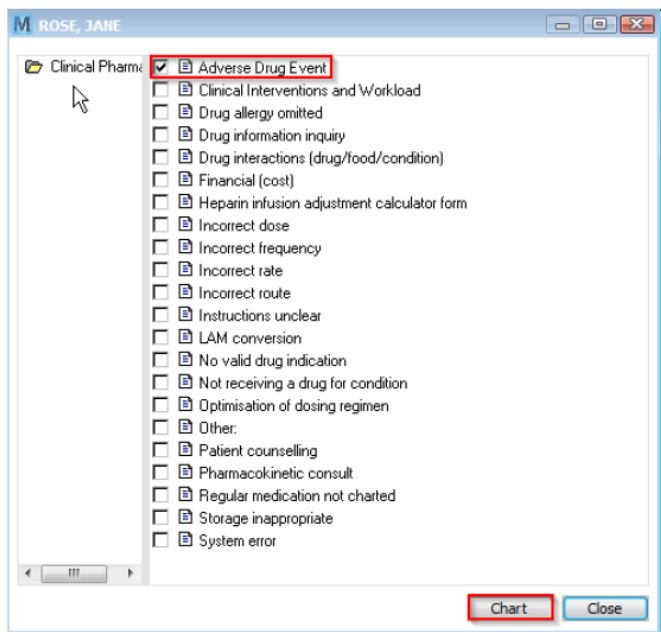 M ROSE, JANE
Clinical Pharma
Adverse Drug Event
Clinical Interventions and Workload
Drug allergy omitted
Drug information inquiry
Drug interactions (drug/food/condition)
Financial (cost)
Heparin infusion adjustment calculator form
Incorrect dose
Incorrect frequency
Incorrect rate
Incorrect route
Instructions unclear
LAM conversion
No valid drug indication
Not receiving a drug for condition
Optimisation of dosing regimen
Other:
Patient counselling
Pharmacokinetic consult
Regular medication not charted
Storage inappropriate
System error
Chart Close